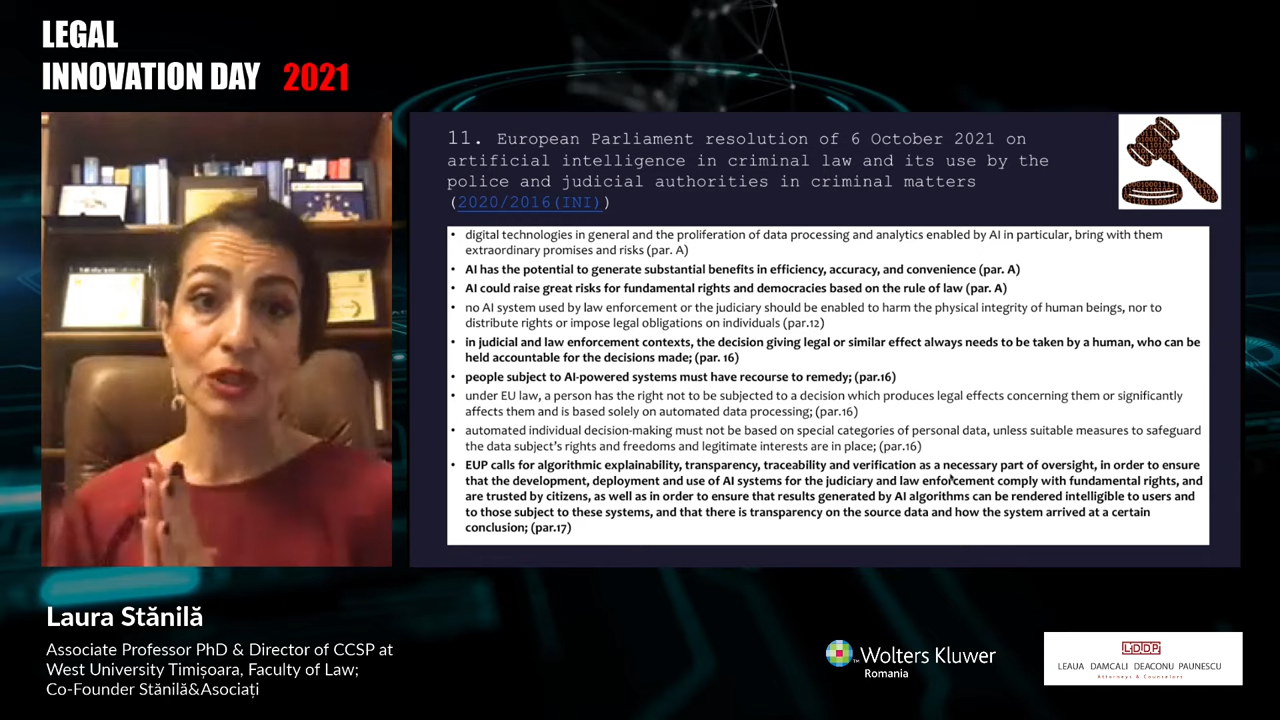 LEGAL
INNOVATION DAY 2021
11. European Parliament resolution of 6 October 2021 on
artificial intelligence in criminal law and its use by the
police and judicial authorities in criminal matters
(2020/2016(INI))
• digital technologies in general and the proliferation of data processing and analytics enabled by AI in particular, bring with them
extraordinary promises and risks (par. A)
• AI has the potential to generate substantial benefits in efficiency, accuracy, and convenience (par. A)
• AI could raise great risks for fundamental rights and democracies based on the rule of law (par. A)
• no AI system used by law enforcement or the judiciary should be enabled to harm the physical integrity of human beings, nor to
distribute rights or impose legal obligations on individuals (par.12)
• in judicial and law enforcement contexts, the decision giving legal or similar effect always needs to be taken by a human, who can be
held accountable for the decisions made; (par. 16)
• people subject to AI-powered systems must have recourse to remedy; (par.16)
• under EU law, a person has the right not to be subjected to a decision which produces legal effects concerning them or significantly
affects them and is based solely on automated data processing; (par.16)
• automated individual decision-making must not be based on special categories of personal data, unless suitable measures to safeguard
the data subject's rights and freedoms and legitimate interests are in place; (par.16)
• EUP calls for algorithmic explainability, transparency, traceability and verification as a necessary part of oversight, in order to ensure
that the development, deployment and use of AI systems for the judiciary and law enforcement comply with fundamental rights, and
are trusted by citizens, as well as in order to ensure that results generated by AI algorithms can be rendered intelligible to users and
to those subject to these systems, and that there is transparency on the source data and how the system arrived at a certain
conclusion; (par.17)
Laura Stănilă
Associate Professor PhD & Director of CCSP at
West University Timișoara, Faculty of Law;
Co-Founder Stănilă&Asociați
Wolters Kluwer
Romania
LDDP
LEAUA DAMCALI DEACONU PAUNESCU
Attorneys & Counselors